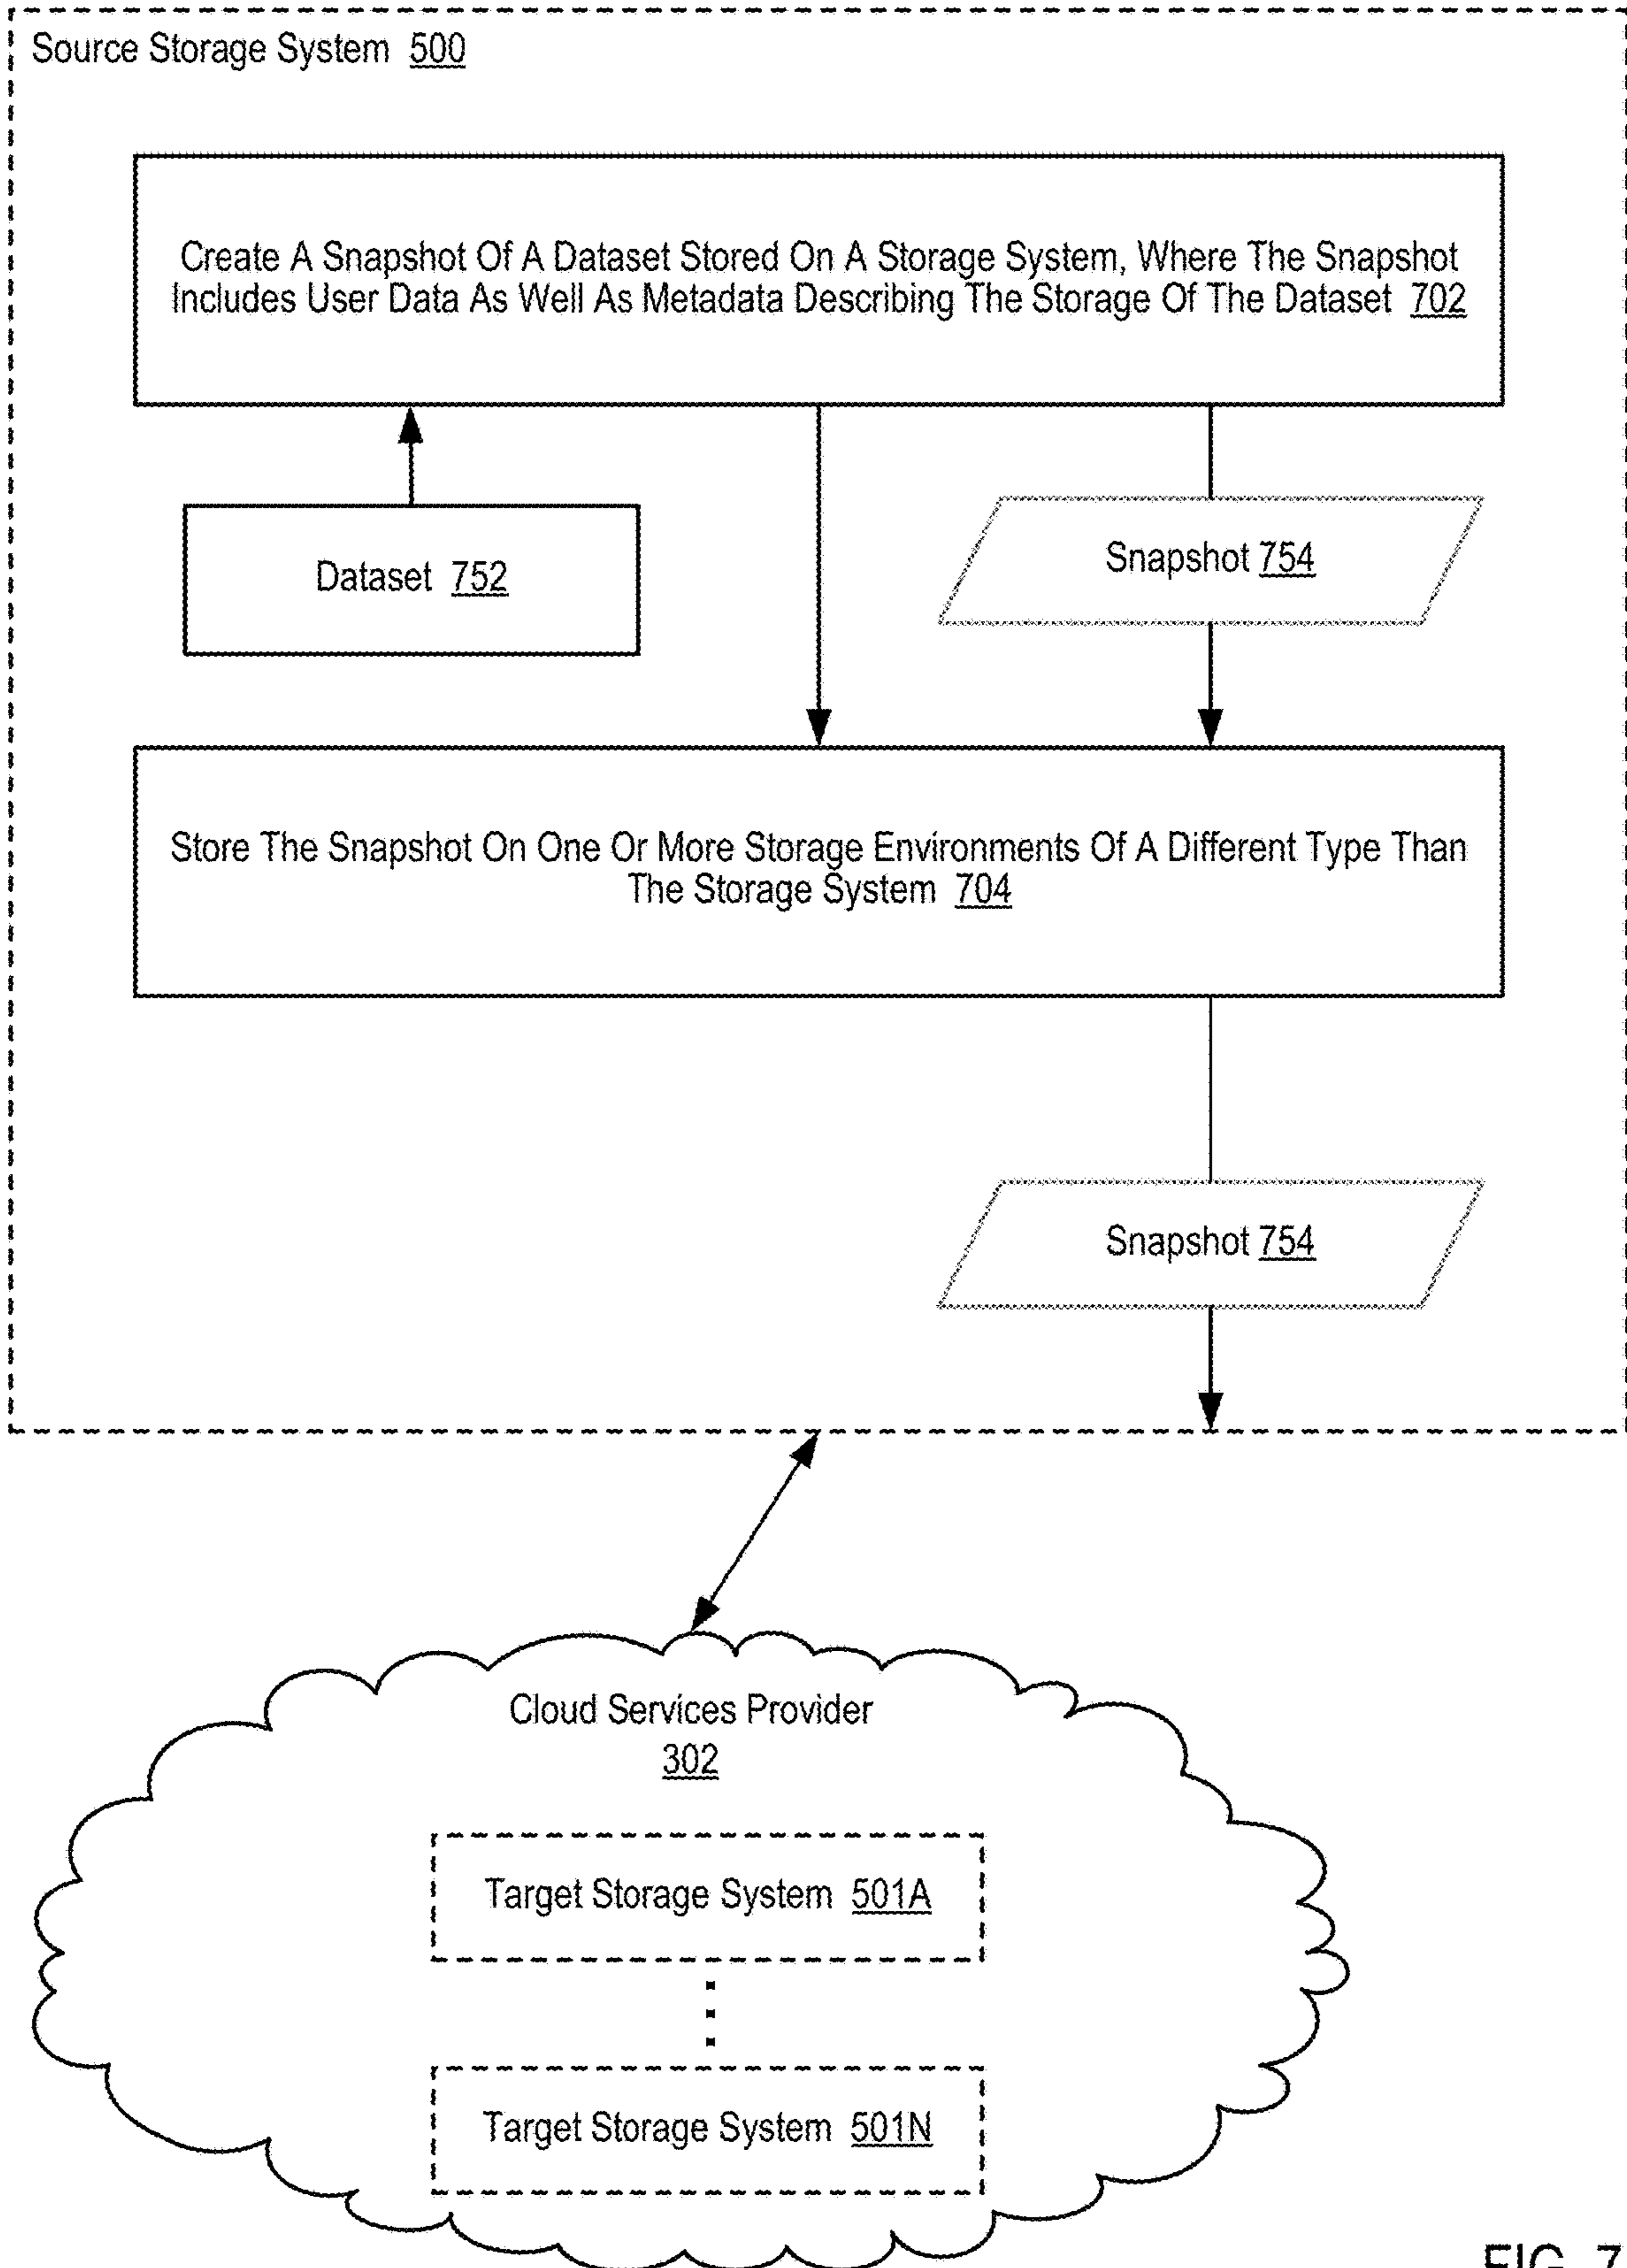 Source Storage System 500
Create A Snapshot Of A Dataset Stored On A Storage System, Where The Snapshot
Includes User Data As Well As Metadata Describing The Storage Of The Dataset 702
Dataset 752
Snapshot 754
Store The Snapshot On One Or More Storage Environments Of A Different Type Than
The Storage System 704
Snapshot 754
Cloud Services Provider
302
Target Storage System 501A
Target Storage System 501N
FIG. 7